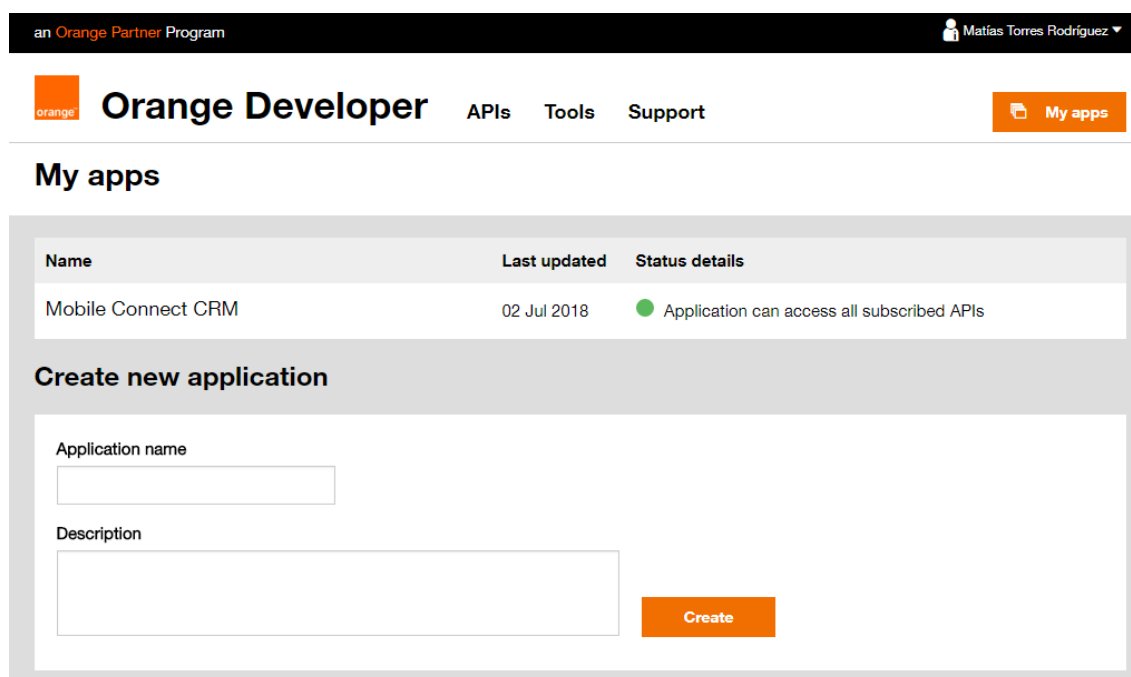 an Orange Partner Program
Matías Torres Rodríguez
orange™
Orange Developer
APIs
Tools
Support
My apps
My apps
Name
Last updated
Status details
Mobile Connect CRM
02 Jul 2018
Application can access all subscribed APIs
Create new application
Application name
Description
Create